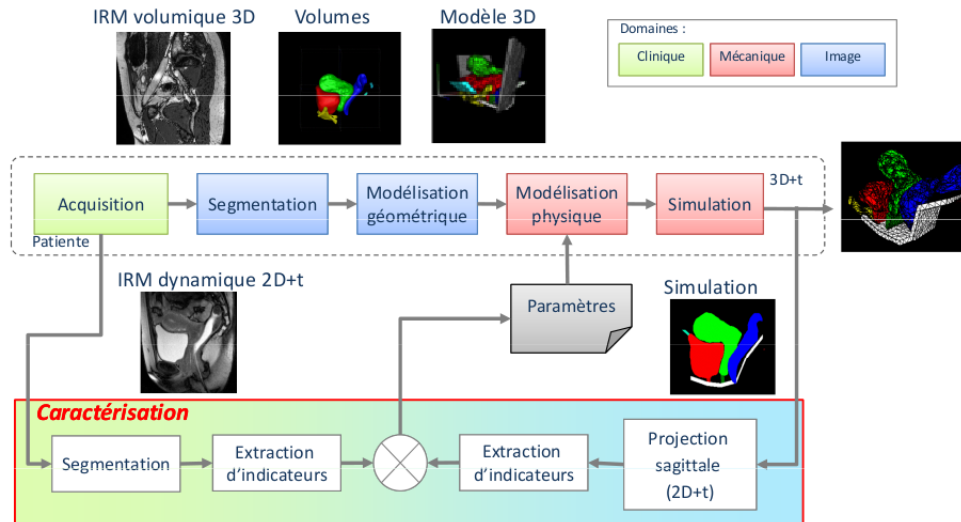 IRM volumique 3D
Volumes
Modèle 3D
Domaines :
Clinique
Mécanique
Image
Acquisition
Segmentation
Modélisation
géométrique
Modélisation
physique
Simulation
3D+t
Patiente
IRM dynamique 2D+t
Paramètres
Simulation
Caractérisation
Segmentation
Extraction
d’indicateurs
Extraction
d’indicateurs
Projection
sagittale
(2D+t)